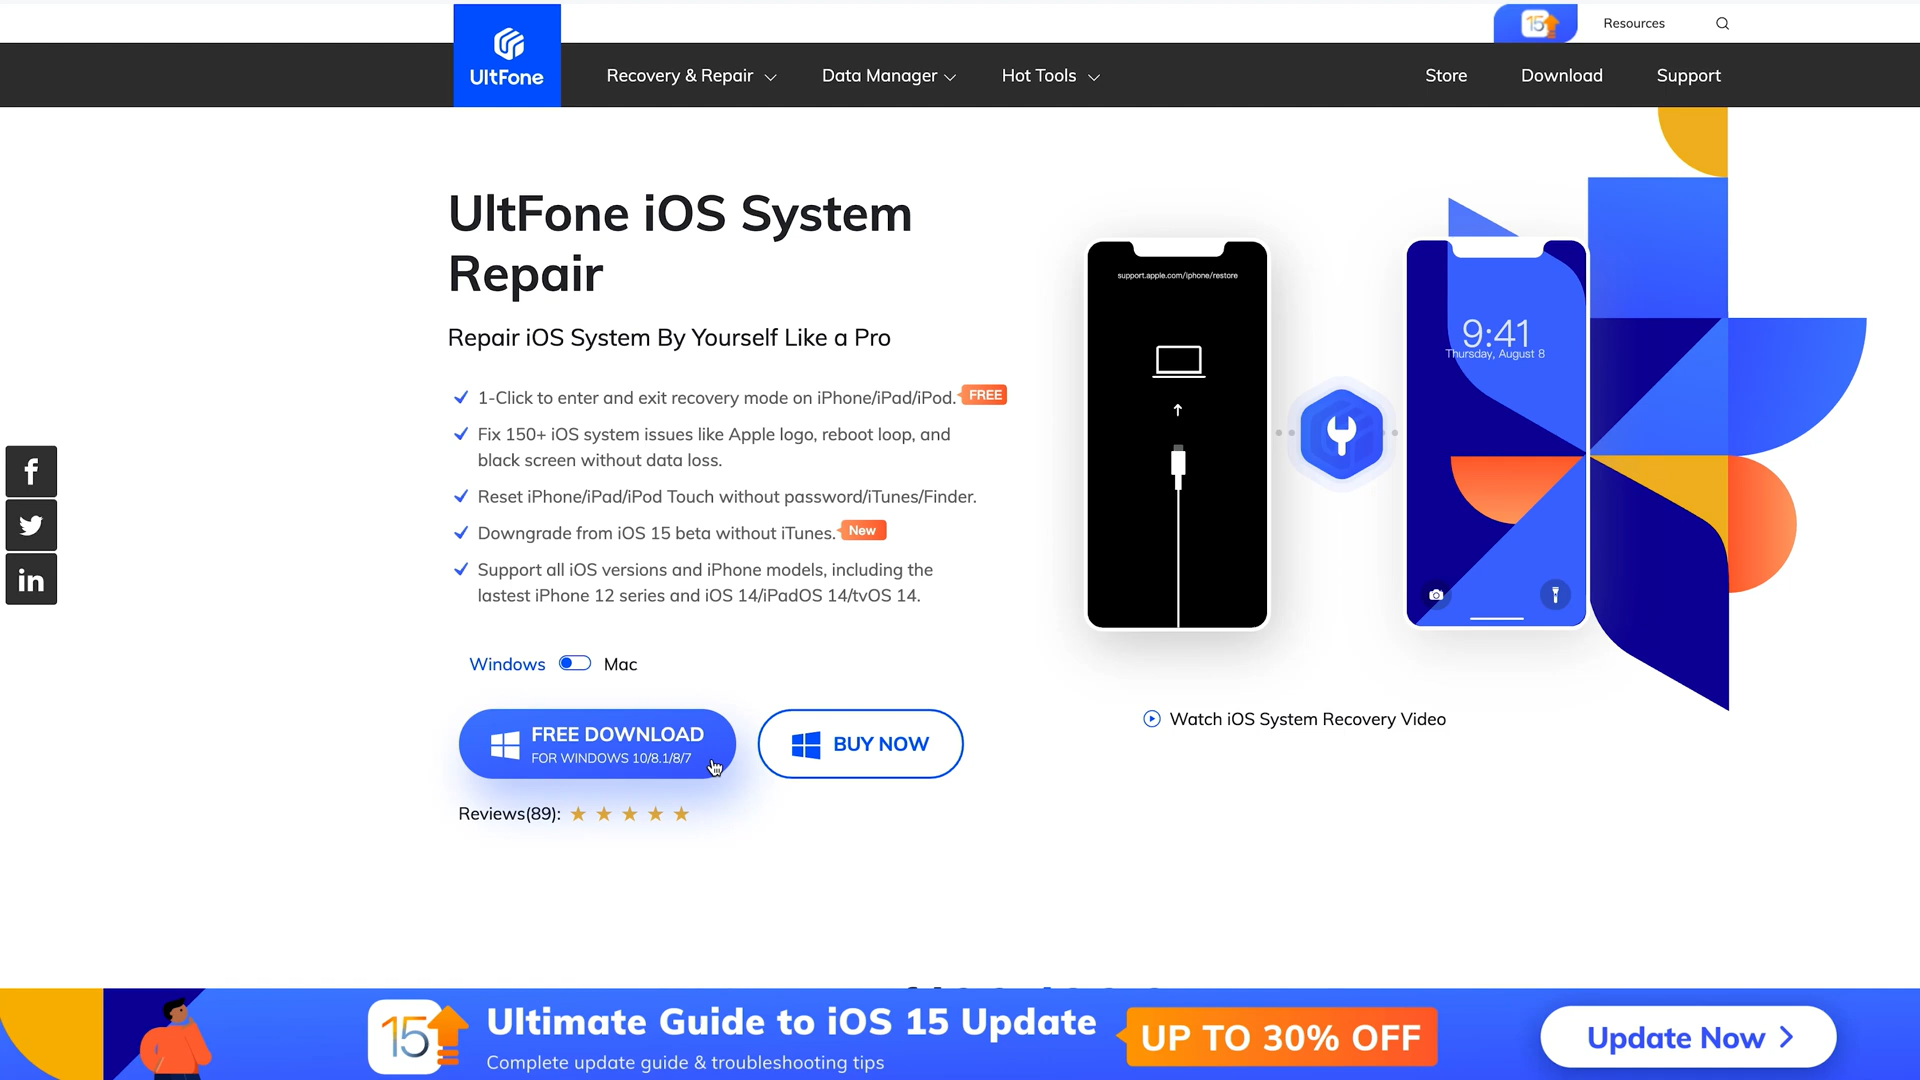 15
Resources
UltFone
Recovery & Repair
Data Manager
Hot Tools
Store
Download
Support
UltFone iOS System
Repair
Repair iOS System By Yourself Like a Pro
1-Click to enter and exit recovery mode on iPhone/iPad/iPod. FREE
Fix 150+ iOS system issues like Apple logo, reboot loop, and
black screen without data loss.
Reset iPhone/iPad/iPod Touch without password/iTunes/Finder.
Downgrade from iOS 15 beta without iTunes. New
Support all iOS versions and iPhone models, including the
lastest iPhone 12 series and iOS 14/iPadOS 14/tvOS 14.
Windows
Mac
FREE DOWNLOAD
FOR WINDOWS 10/8.1/8/7
BUY NOW
Reviews(89):
support.apple.com/iphone/restore
9:41
Thursday, August 8
Watch iOS System Recovery Video
f
in
15
Ultimate Guide to iOS 15 Update
Complete update guide & troubleshooting tips
UP TO 30% OFF
Update Now